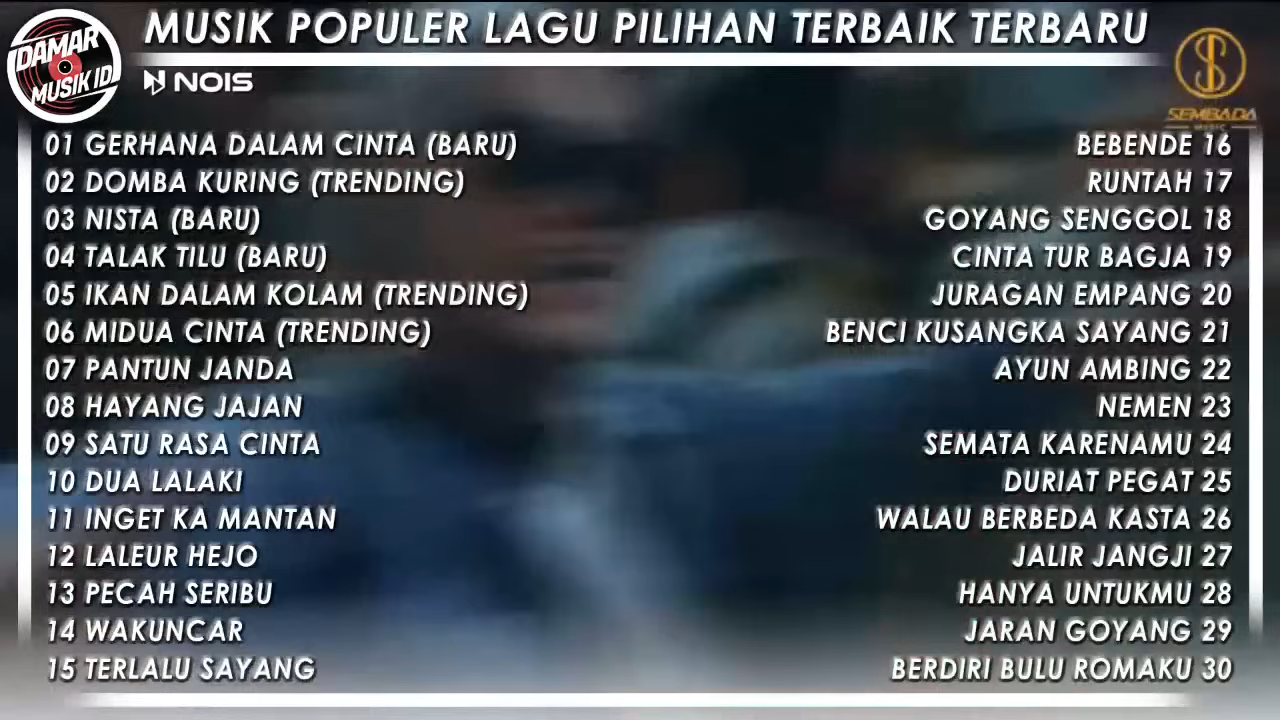 DAMAR
MUSIK ID
MUSIK POPULER LAGU PILIHAN TERBAIK TERBARU
NOIS
SEMBADA
MUSIC
01 GERHANA DALAM CINTA (BARU)
02 DOMBA KURING (TRENDING)
03 NISTA (BARU)
04 TALAK TILU (BARU)
05 IKAN DALAM KOLAM (TRENDING)
06 MIDUA CINTA (TRENDING)
07 PANTUN JANDA
08 HAYANG JAJAN
09 SATU RASA CINTA
10 DUA LALAKI
11 INGET KA MANTAN
12 LALEUR HEJO
13 PECAH SERIBU
14 WAKUNCAR
15 TERLALU SAYANG
BEBENDE 16
RUNTAH 17
GOYANG SENGGOL 18
CINTA TUR BAGJA 19
JURAGAN EMPANG 20
BENCI KUSANGKA SAYANG 21
AYUN AMBING 22
NEMEN 23
SEMATA KARENAMU 24
DURIAT PEGAT 25
WALAU BERBEDA KASTA 26
JALIR JANGJI 27
HANYA UNTUKMU 28
JARAN GOYANG 29
BERDIRI BULU ROMAKU 30